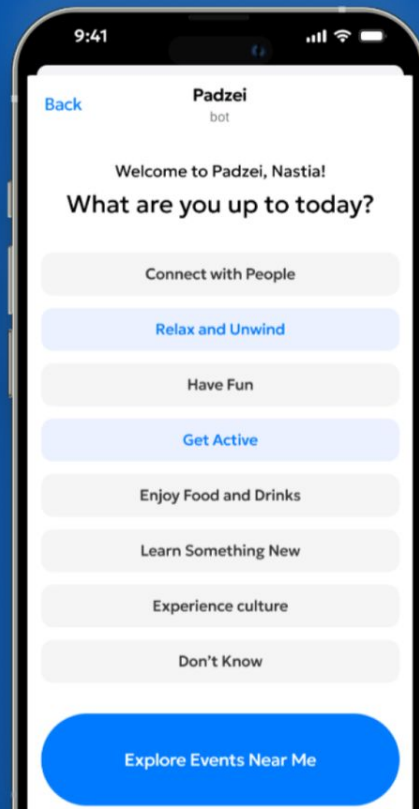 9:41
Back
Padzei
bot
Welcome to Padzei, Nastia!
What are you up to today?
Connect with People
Relax and Unwind
Have Fun
Get Active
Enjoy Food and Drinks
Learn Something New
Experience culture
Don't Know
Explore Events Near Me